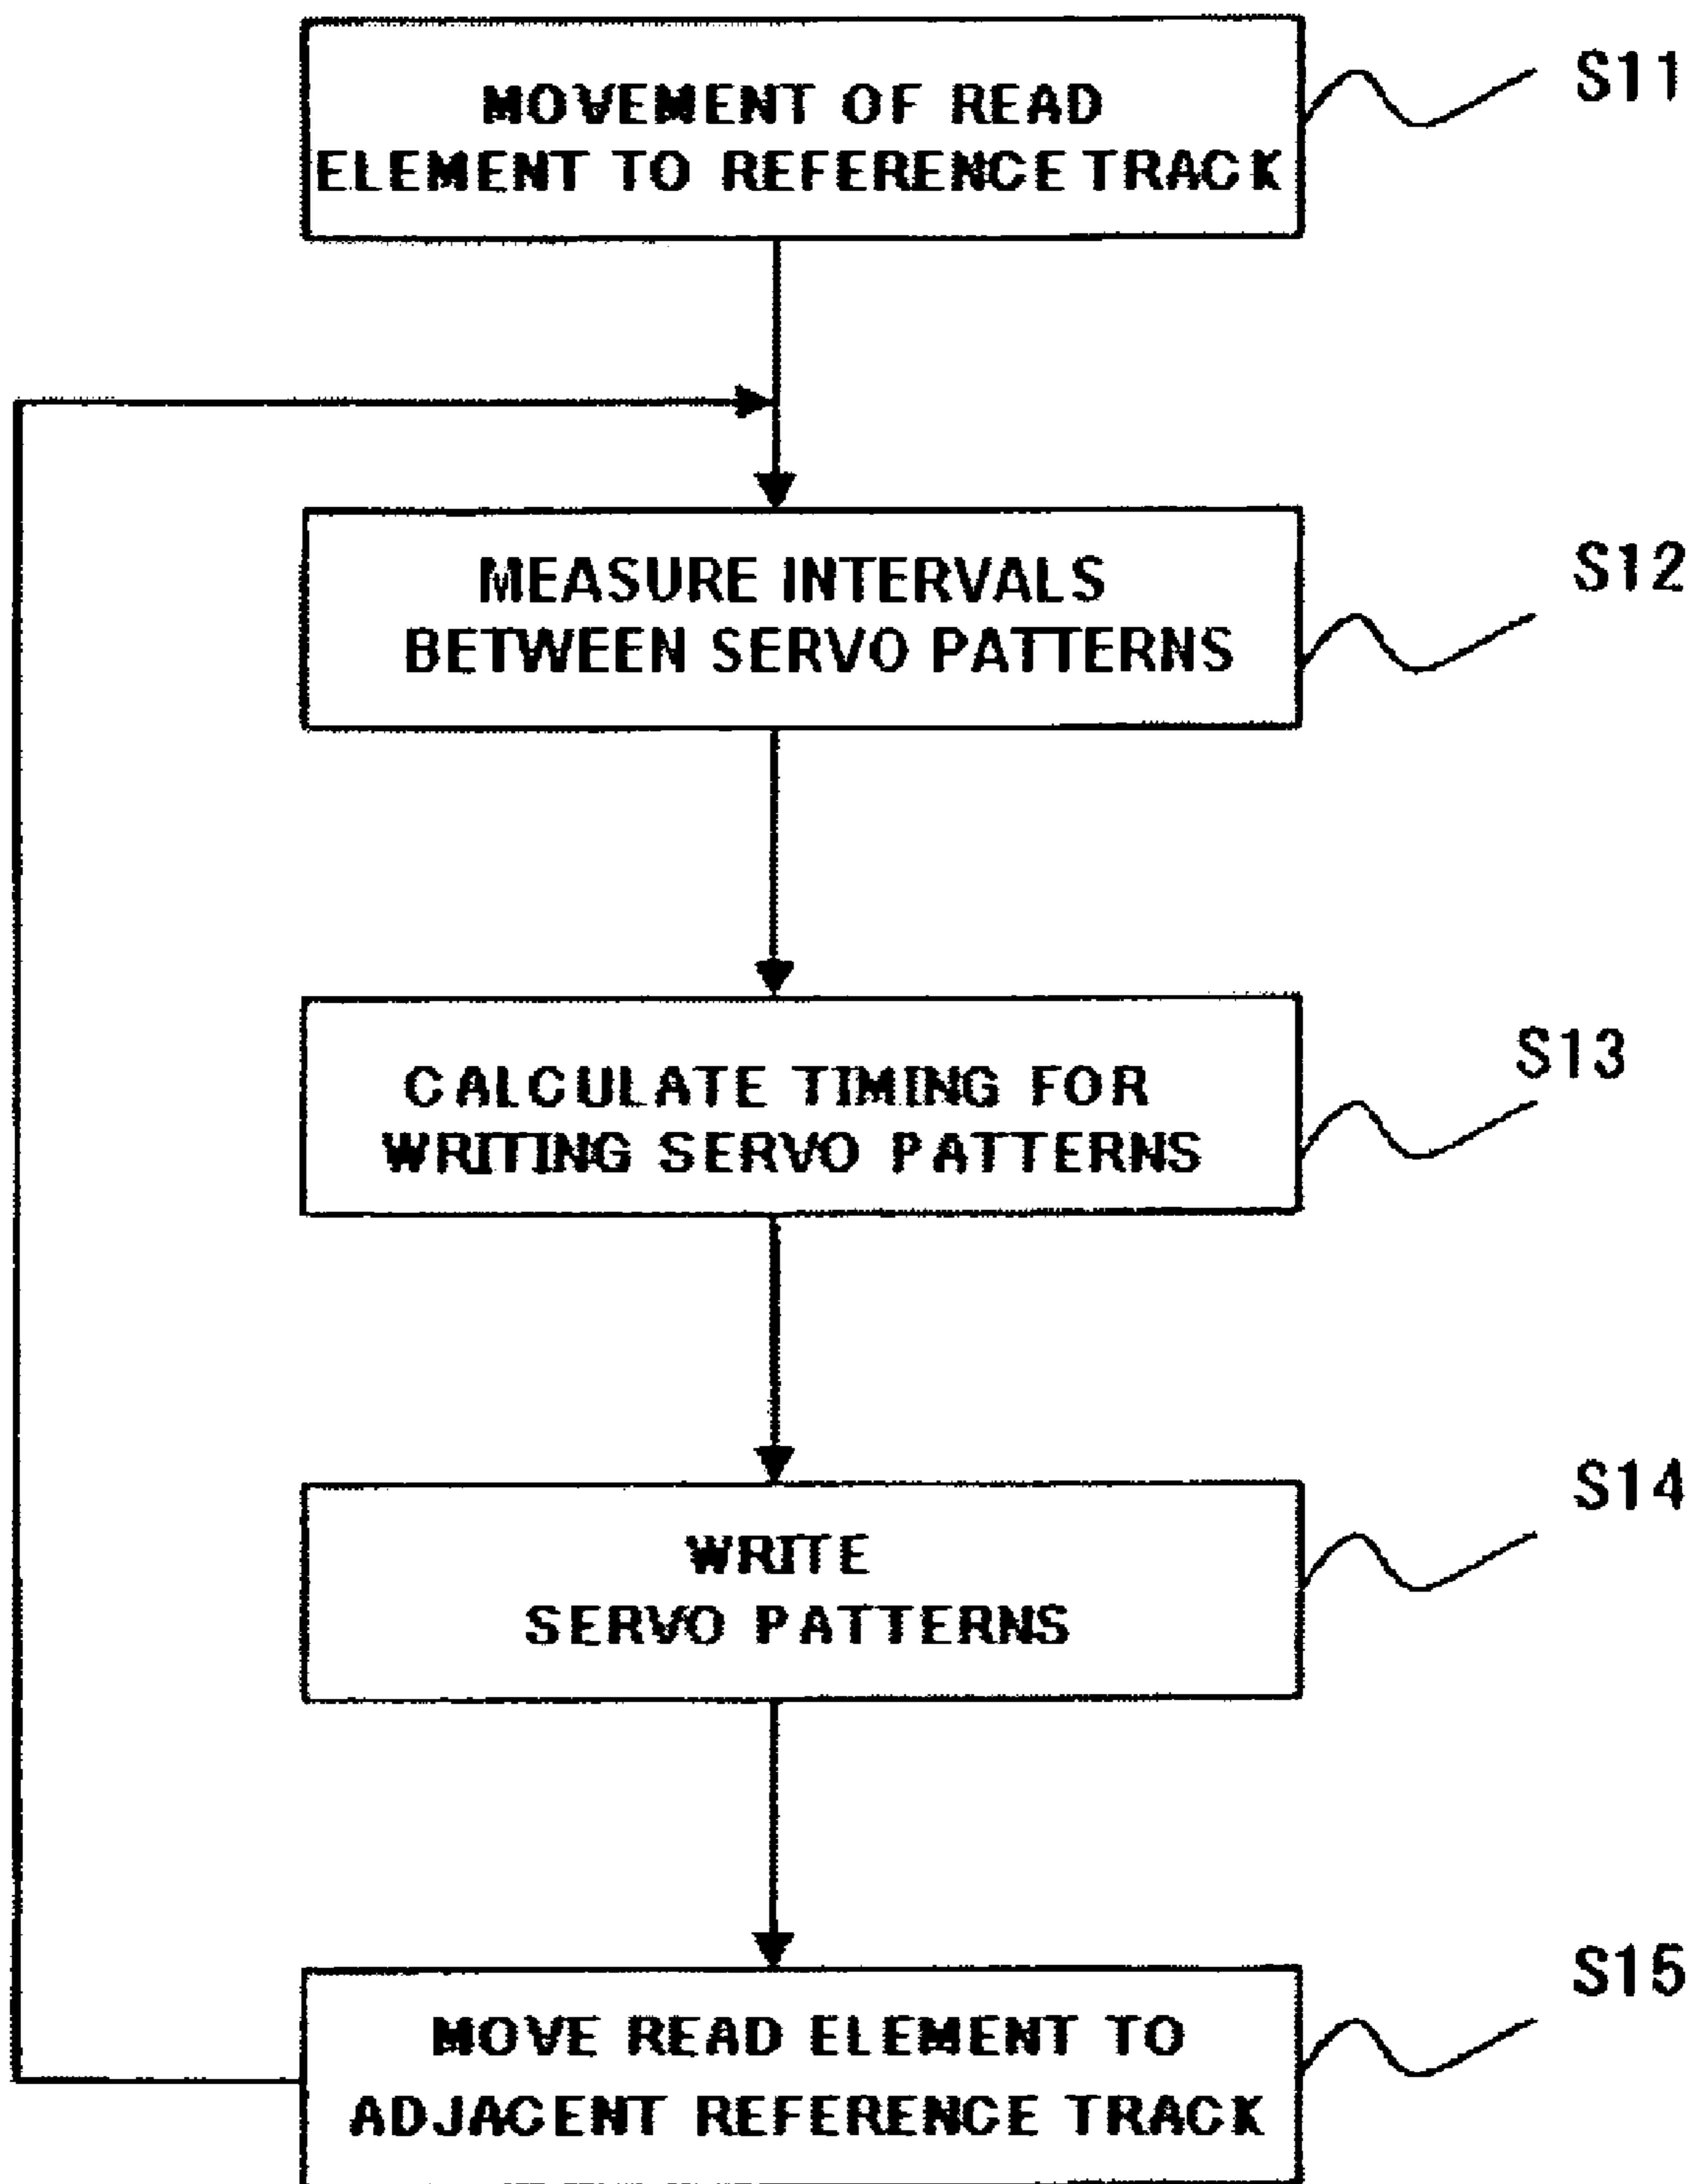 MOVEMENT OF READ
ELEMENT TO REFERENCE TRACK
S11
MEASURE INTERVALS
BETWEEN SERVO PATTERNS
S12
CALCULATE TIMING FOR
WRITING SERVO PATTERNS
S13
WRITE
SERVO PATTERNS
S14
MOVE READ ELEMENT TO
ADJACENT REFERENCE TRACK
S15